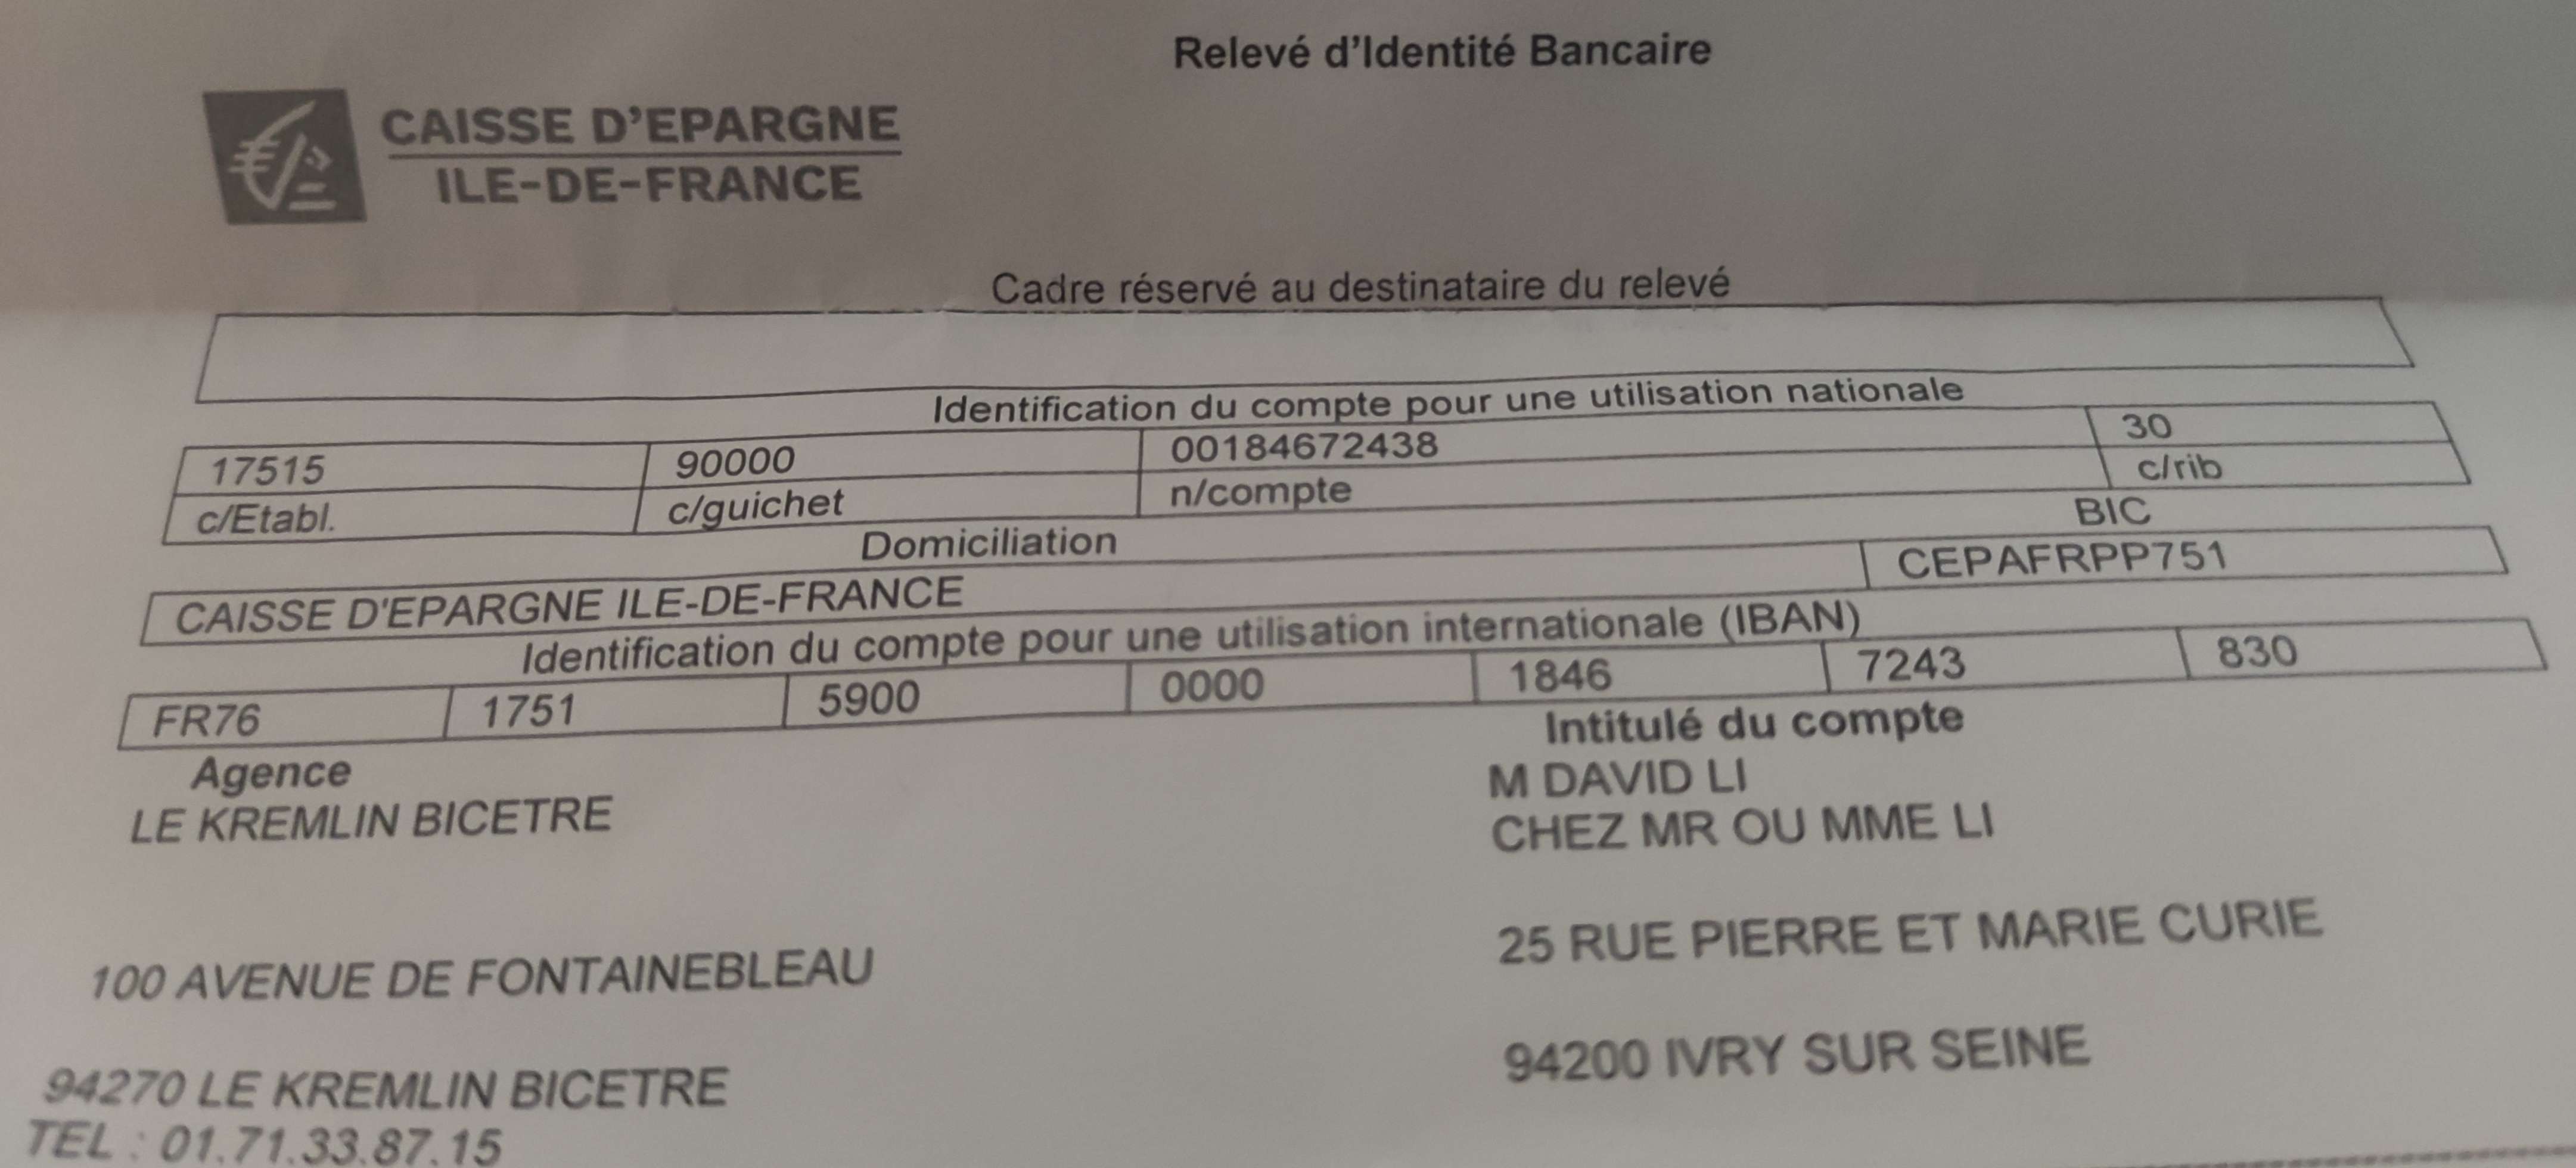 Relevé d'Identité Bancaire
CAISSE D'EPARGNE
ILE-DE-FRANCE
Cadre réservé au destinataire du relevé
Identification du compte pour une utilisation nationale
17515 90000 00184672438 30
c/Etabl. c/guichet n/compte c/rib
Domiciliation BIC
CAISSE D'EPARGNE ILE-DE-FRANCE CEPAFRPP751
Identification du compte pour une utilisation internationale (IBAN)
FR76 1751 5900 0000 1846 7243 830
Agence Intitulé du compte
LE KREMLIN BICETRE M DAVID LI
CHEZ MR OU MME LI
100 AVENUE DE FONTAINEBLEAU 25 RUE PIERRE ET MARIE CURIE
94270 LE KREMLIN BICETRE 94200 IVRY SUR SEINE
TEL : 01.71.33.87.15